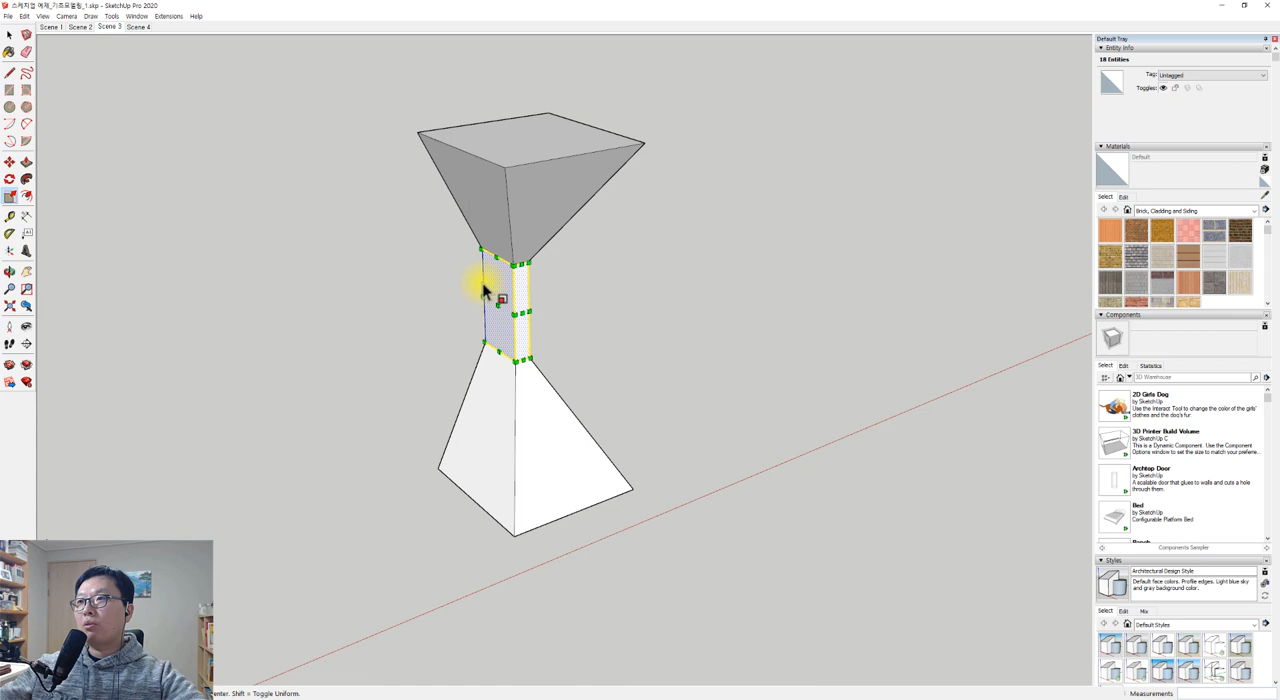 스케치업 예제_기초모델링_1.skp - SketchUp Pro 2020
File Edit View Camera Draw Tools Window Extensions Help
Scene 1 Scene 2 Scene 3 Scene 4
Default Tray
Entity Info
18 Entities
Tag: Untagged
Toggles:
Materials
Default
Select Edit
Brick, Cladding and Siding
Components
Select Edit Statistics
3D Warehouse
2D Girls Dog
by SketchUp
Use the Interact Tool to change the color of the girls'
clothes and the dog's fur.
3D Printer Build Volume
by SketchUp C
This is a Dynamic Component. Use the Component
Options window to set the size to match your preferre...
Archtop Door
by SketchUp
A scalable door that glues to walls and cuts a hole
through them.
Bed
by SketchUp
Configurable Platform Bed
Components Sampler
Styles
Architectural Design Style
Default face colors. Profile edges. Light blue sky
and gray background color.
Select Edit Mix
Default Styles
enter. Shift = Toggle Uniform.
Measurements